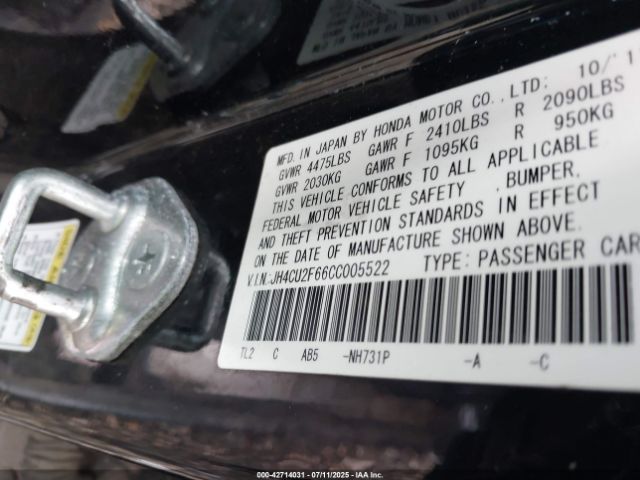 MFD. IN JAPAN BY HONDA MOTOR CO., LTD: 10/'1
GVWR 4475LBS GAWR F 2410LBS R 2090LBS
GVWR 2030KG GAWR F 1095KG R 950KG
THIS VEHICLE CONFORMS TO ALL APPLICABLE
FEDERAL MOTOR VEHICLE SAFETY , BUMPER,
AND THEFT PREVENTION STANDARDS IN EFFECT
ON THE DATE OF MANUFACTURE SHOWN ABOVE.
V.I.N:JH4CU2F66CC005522 TYPE: PASSENGER CAR
TL2 C AB5 -NH731P -A -C
000-42714031 - 07/11/2025 - IAAI.COM